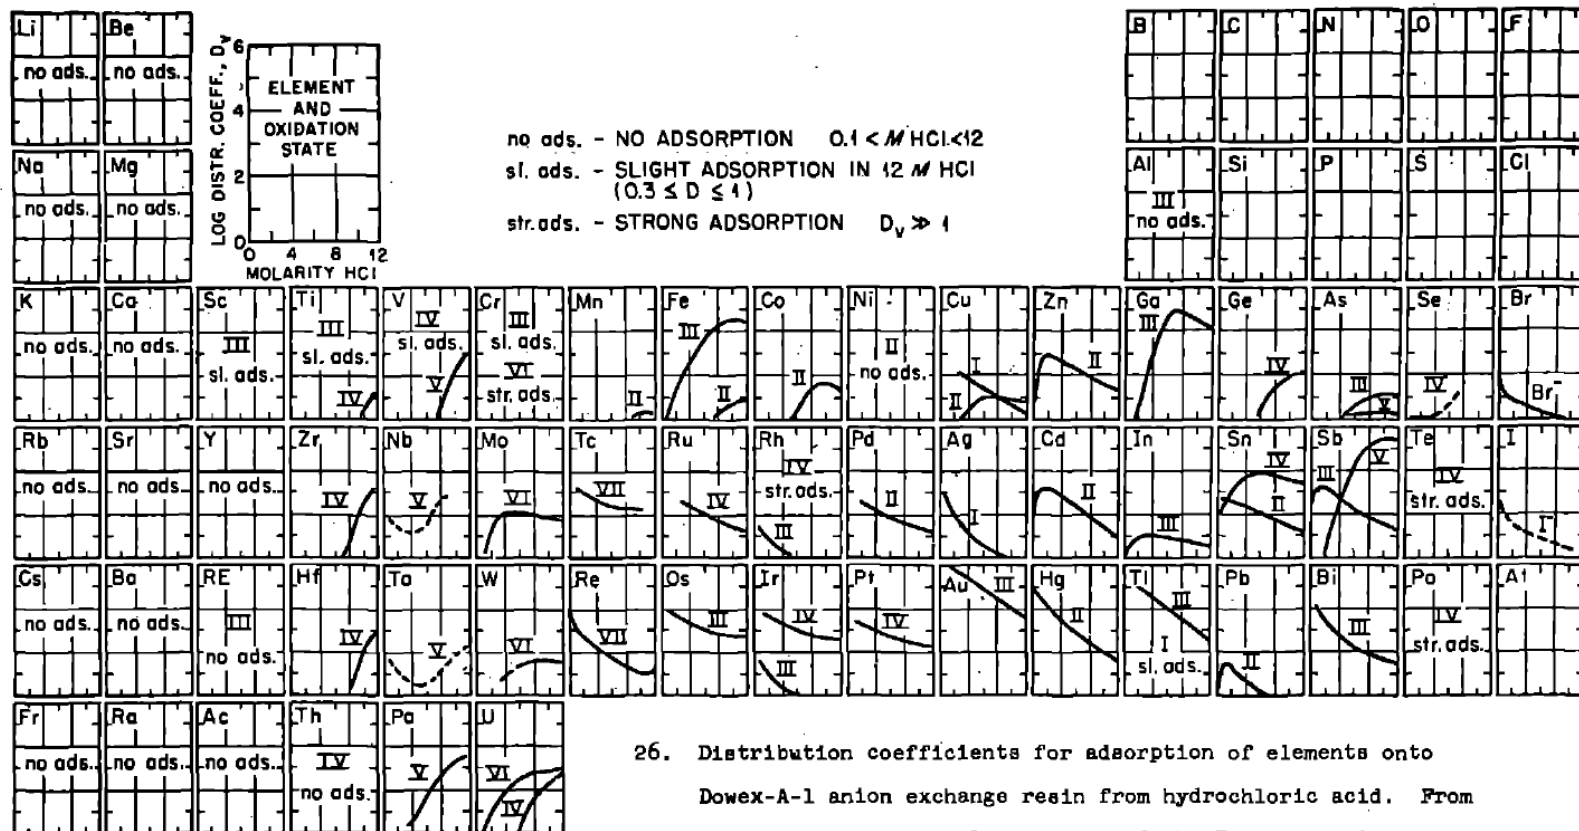 Li
no ads.
Be
no ads.
LOG DISTR. COEFF., Dv
6
4
2
0
ELEMENT
AND
OXIDATION
STATE
0 4 8 12
MOLARITY HCl
no ads. - NO ADSORPTION 0.1 < M HCl.<12
sl. ads. - SLIGHT ADSORPTION IN 12 M HCl
(0.3 ≤ D ≤ 1)
str.ads. - STRONG ADSORPTION Dv ≫ 1
B
C
N
O
F
Na
no ads.
Mg
no ads.
Al
III
no ads.
Si
P
S
Cl
K
no ads.
Ca
no ads.
Sc
III
sl. ads.
Ti
III
sl. ads.
IV
V
IV
sl. ads.
V
Cr
III
sl. ads.
VI
str. ads.
Mn
II
Fe
III
II
Co
II
Ni
II
no ads.
Cu
I
II
Zn
II
Ga
III
Ge
IV
As
III
V
Se
IV
Br
Br-
Rb
no ads.
Sr
no ads.
Y
no ads.
Zr
IV
Nb
V
Mo
VI
Tc
VII
Ru
IV
Rh
IV
str. ads.
III
Pd
II
Ag
I
Cd
II
In
III
Sn
IV
II
Sb
III
V
Te
IV
str. ads.
I
I-
Cs
no ads.
Ba
no ads.
RE
III
no ads.
Hf
IV
Ta
V
W
VI
Re
VII
Os
III
Ir
IV
III
Pt
IV
Au
III
Hg
II
Tl
III
I
sl. ads.
Pb
II
Bi
III
Po
IV
str. ads.
At
Fr
no ads.
Ra
no ads.
Ac
no ads.
Th
IV
no ads.
Pa
V
U
VI
IV
26. Distribution coefficients for adsorption of elements onto
Dowex-A-1 anion exchange resin from hydrochloric acid. From